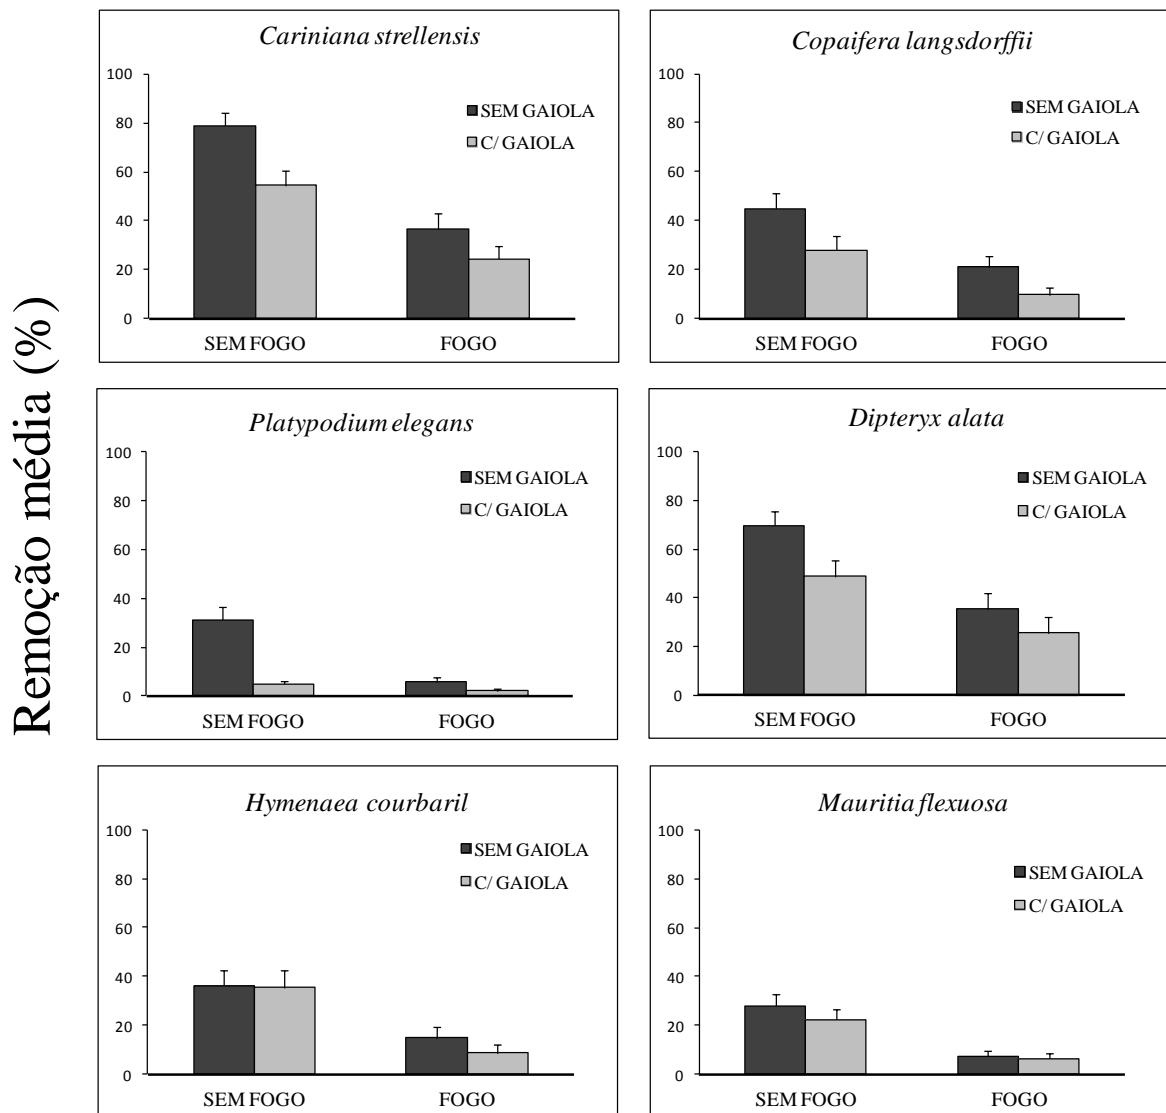 Remoção média (%)
Cariniana strellensis
100
80
60
40
20
0
SEM GAIOLA
C/ GAIOLA
SEM FOGO
FOGO
Copaifera langsdorffii
100
80
60
40
20
0
SEM GAIOLA
C/ GAIOLA
SEM FOGO
FOGO
Platypodium elegans
100
80
60
40
20
0
SEM GAIOLA
C/ GAIOLA
SEM FOGO
FOGO
Dipteryx alata
100
80
60
40
20
0
SEM GAIOLA
C/ GAIOLA
SEM FOGO
FOGO
Hymenaea courbaril
100
80
60
40
20
0
SEM GAIOLA
C/ GAIOLA
SEM FOGO
FOGO
Mauritia flexuosa
100
80
60
40
20
0
SEM GAIOLA
C/ GAIOLA
SEM FOGO
FOGO